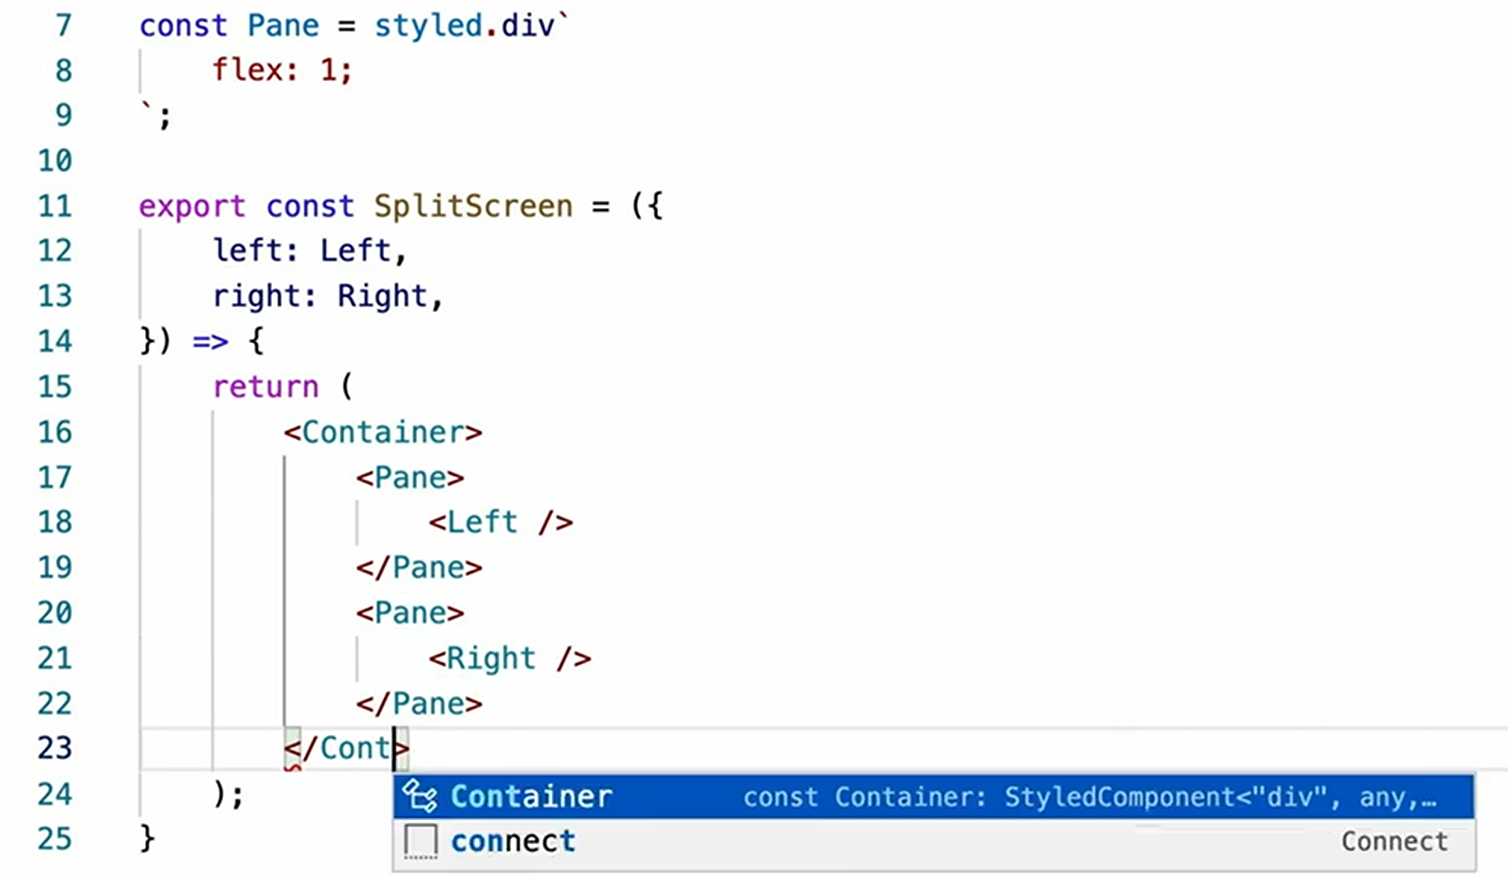 7 const Pane = styled.div`
8 flex: 1;
9 `;
10
11 export const SplitScreen = ({
12 left: Left,
13 right: Right,
14 }) => {
15 return (
16 <Container>
17 <Pane>
18 <Left />
19 </Pane>
20 <Pane>
21 <Right />
22 </Pane>
23 </Cont>
24 );
Container const Container: StyledComponent<"div", any,…
25 }
connect Connect